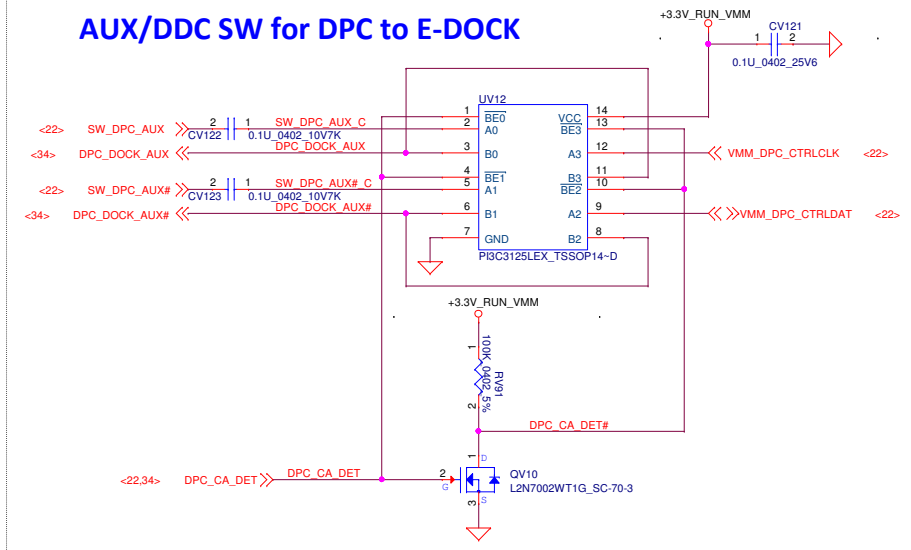 AUX/DDC SW for DPC to E-DOCK
+3.3V_RUN_VMM
CV121
1 2
0.1U_0402_25V6
UV12
1 BE0 VCC 14
<22> SW_DPC_AUX 2 1 SW_DPC_AUX_C 2 A0 BE3 13
CV122 0.1U_0402_10V7K
<34> DPC_DOCK_AUX DPC_DOCK_AUX 3 B0 A3 12 VMM_DPC_CTRLCLK <22>
4 BE1 B3 11
<22> SW_DPC_AUX# 2 1 SW_DPC_AUX#_C 5 A1 BE2 10
CV123 0.1U_0402_10V7K
<34> DPC_DOCK_AUX# DPC_DOCK_AUX# 6 B1 A2 9 VMM_DPC_CTRLDAT <22>
7 GND B2 8
PI3C3125LEX_TSSOP14~D
+3.3V_RUN_VMM
1
RV91
100K_0402_5%
2
DPC_CA_DET#
1 D
<22,34> DPC_CA_DET DPC_CA_DET 2 G QV10
L2N7002WT1G_SC-70-3
3 S